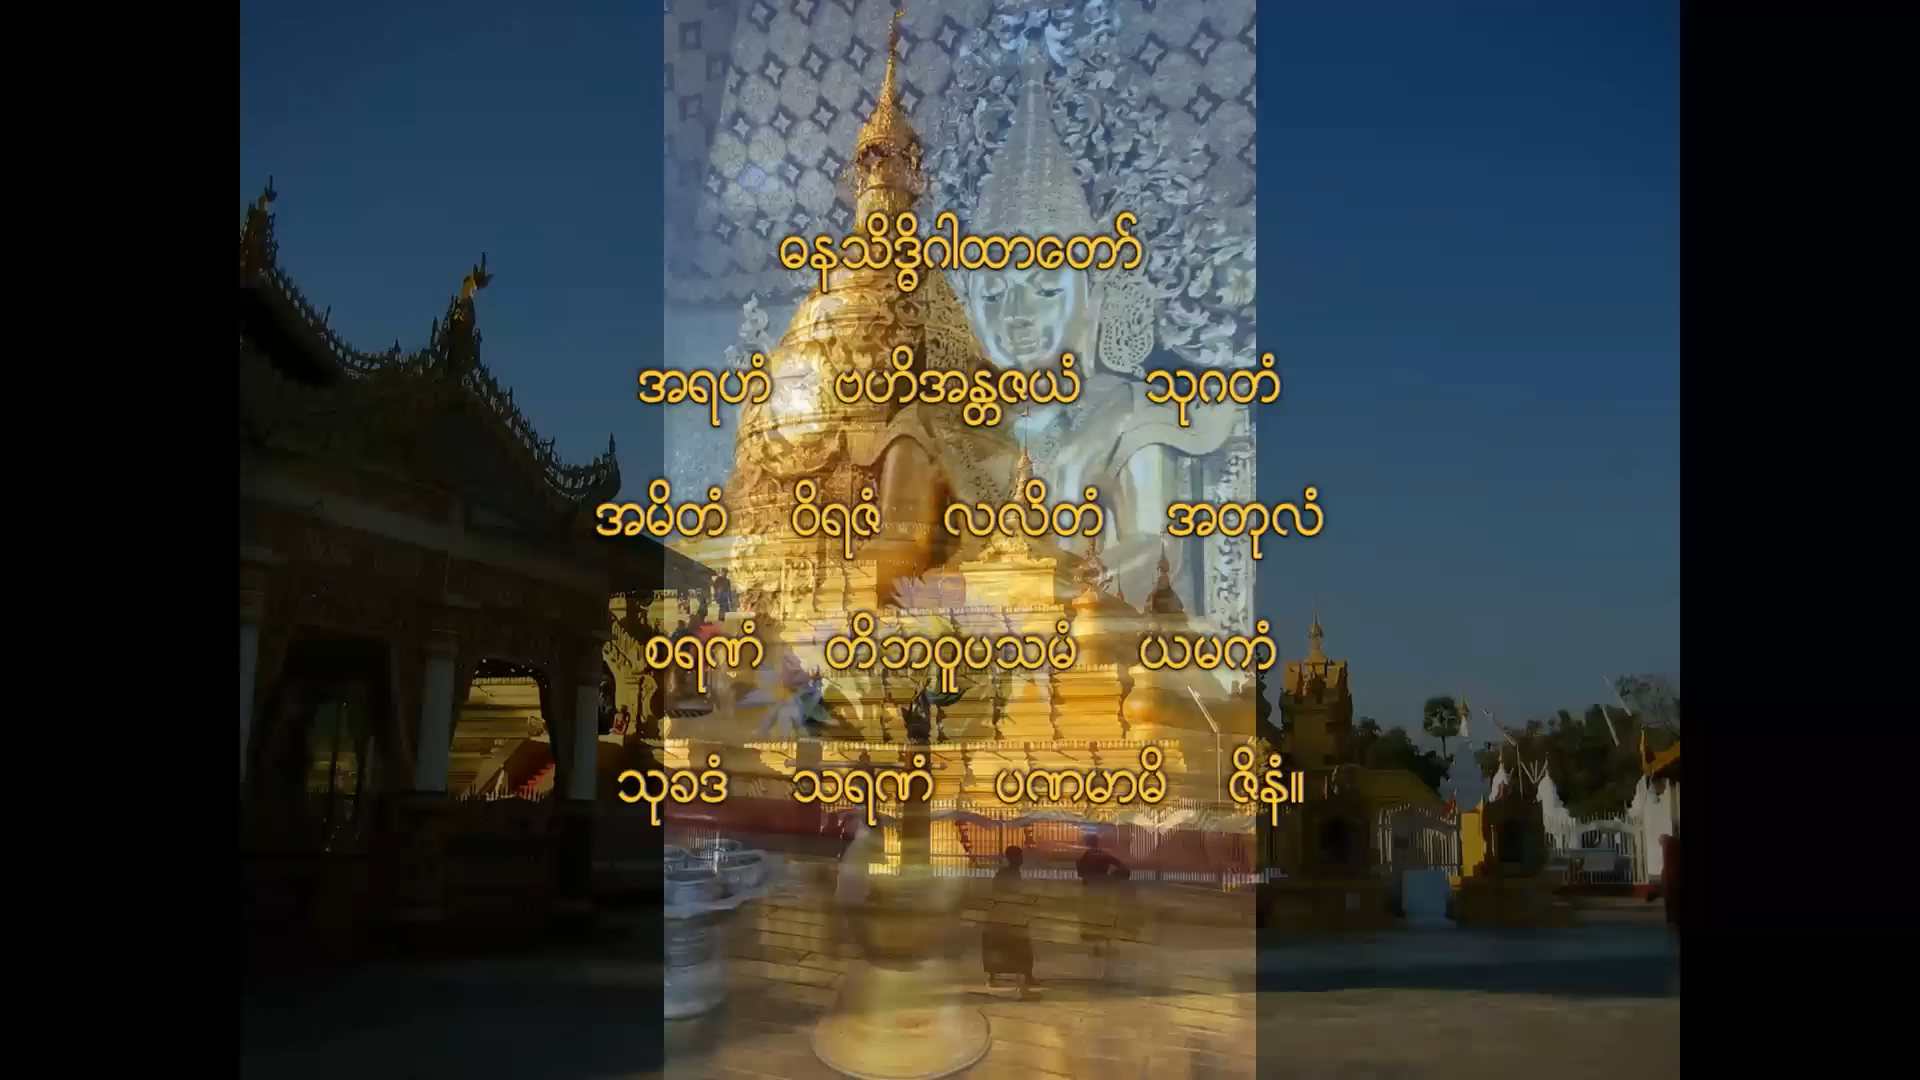 ဓနသိဒ္ဓိဂါထာတော်
အရဟံ ဗဟိအန္တဇယံ သုဂတံ
အမိတံ ဝိရဇံ လလိတံ အတုလံ
စရဏံ တိဘဝူပသမံ ယမကံ
သုခဒံ သရဏံ ပဏမာမိ ဇိနံ။